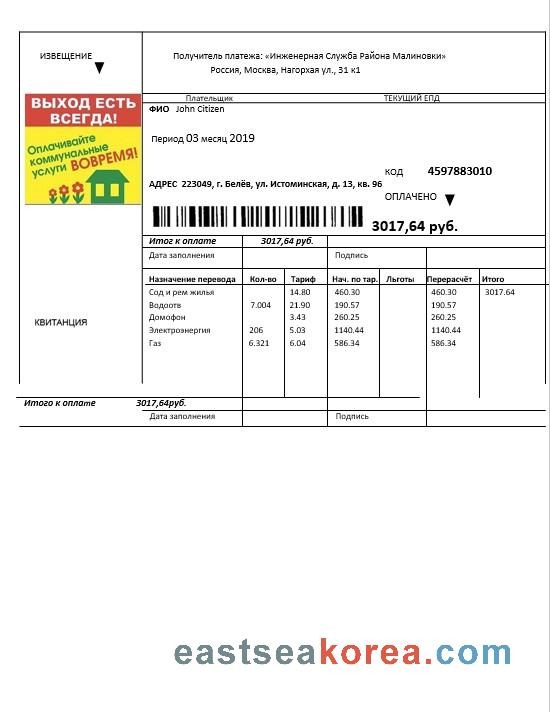 ИЗВЕЩЕНИЕ
Получитель платежа: «Инженерная Служба Района Малиновки»
Россия, Москва, Нагорхая ул., 31 к1
Плательщик ТЕКУЩИЙ ЕПД
ВЫХОД ЕСТЬ
ВСЕГДА!
Оплачивайте
коммунальные
услуги ВОВРЕМЯ!
ФИО John Citizen
Период 03 месяц 2019
КОД 4597883010
АДРЕС 223049, г. Белёв, ул. Истоминская, д. 13, кв. 96
ОПЛАЧЕНО
3017,64 руб.
Итог к оплате 3017,64 руб.
Дата заполнения Подпись
Назначение перевода Кол-во Тариф Нач. по тар. Льготы Перерасчёт Итого
Сод и рем жилья 14.80 460.30 460.30 3017.64
Водоотв 7.004 21.90 190.57 190.57
Домофон 3.43 260.25 260.25
Электроэнергия 206 5.03 1140.44 1140.44
Газ 6.321 6.04 586.34 586.34
КВИТАНЦИЯ
Итого к оплате 3017,64руб.
Дата заполнения Подпись
eastseakorea.com